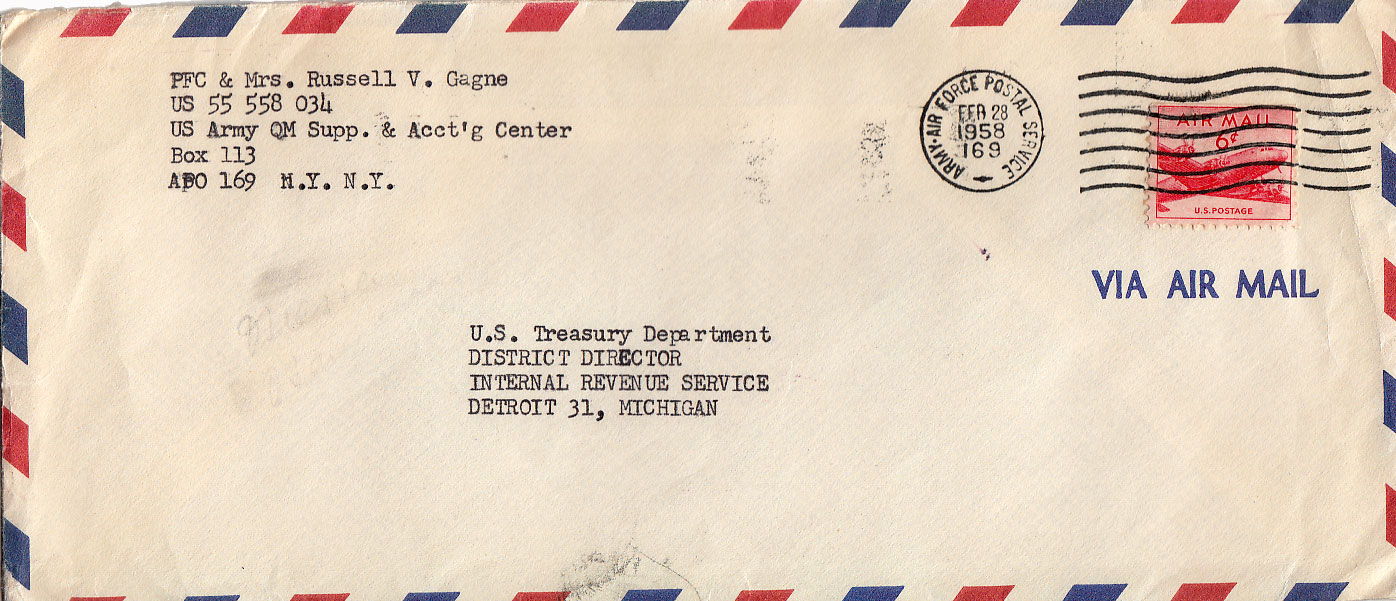 PFC & Mrs. Russell V. Gagne
US 55 558 034
US Army QM Supp. & Acct'g Center
Box 113
APO 169 N.Y. N.Y.
ARMY-AIR FORCE POSTAL SERVICE
FEB 28
1958
169
AIR MAIL
6¢
U.S. POSTAGE
VIA AIR MAIL
U.S. Treasury Department
DISTRICT DIRECTOR
INTERNAL REVENUE SERVICE
DETROIT 31, MICHIGAN